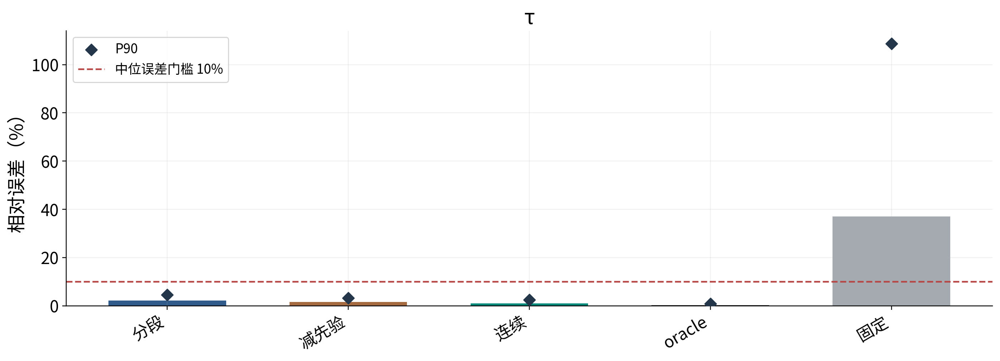 τ
P90
中位误差门槛 10%
相对误差（%）
100
80
60
40
20
0
分段
减先验
连续
oracle
固定